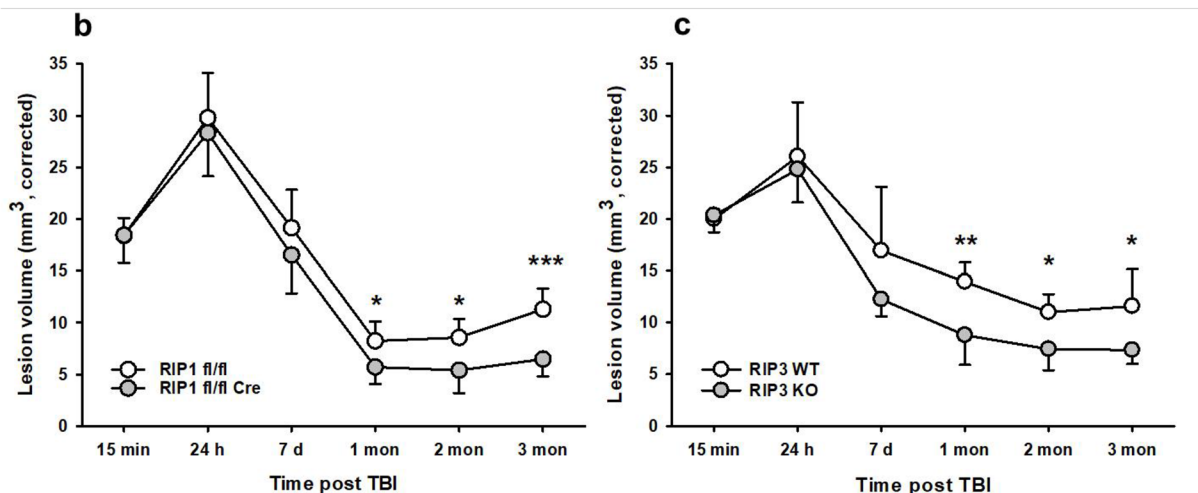 b
Lesion volume (mm3, corrected)
35
30
25
20
15
10
5
0
***
*
*
RIP1 fl/fl
RIP1 fl/fl Cre
15 min
24 h
7 d
1 mon
2 mon
3 mon
Time post TBI
c
Lesion volume (mm3, corrected)
35
30
25
20
15
10
5
0
**
*
*
RIP3 WT
RIP3 KO
15 min
24 h
7 d
1 mon
2 mon
3 mon
Time post TBI